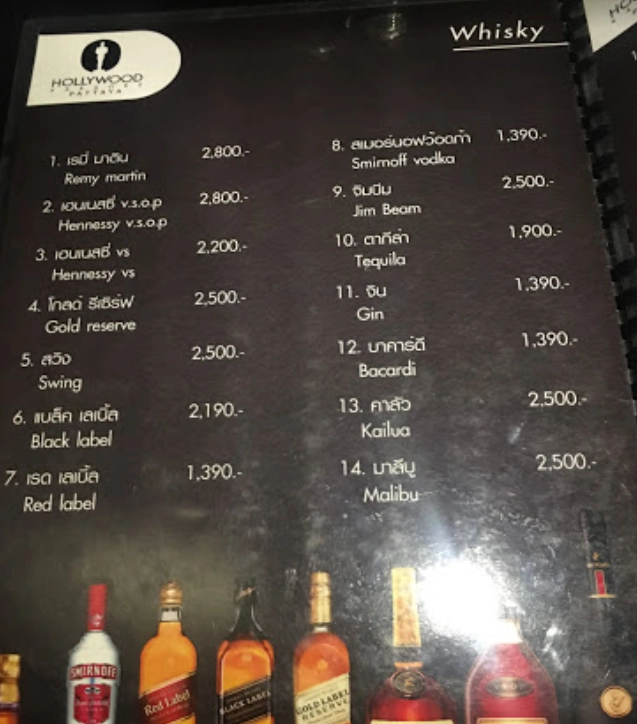 HOLLYWOOD
PATTAYA
Whisky
1. เรมี่ มาติน 2,800.-
Remy martin
2. เฮนเนสซี่ v.s.o.p 2,800.-
Hennessy v.s.o.p
3. เฮนเนสซี่ vs 2,200.-
Hennessy vs
4. โกลด์ รีเซิร์ฟ 2,500.-
Gold reserve
5. สวิง 2,500.-
Swing
6. แบล็ค เลเบิ้ล 2,190.-
Black label
7. เรด เลเบิ้ล 1,390.-
Red label
8. สเมอร์นอฟว้อดก้า 1,390.-
Smirnoff vodka
9. จิมบีม 2,500.-
Jim Beam
10. ตากีล่า 1,900.-
Tequila
11. จิน 1,390.-
Gin
12. บาคาร์ดี 1,390.-
Bacardi
13. คาลัว 2,500.-
Kailua
14. มาลีบู 2,500.-
Malibu
SMIRNOFF
Red Label
BLACK LABEL
GOLD LABEL
RESERVE